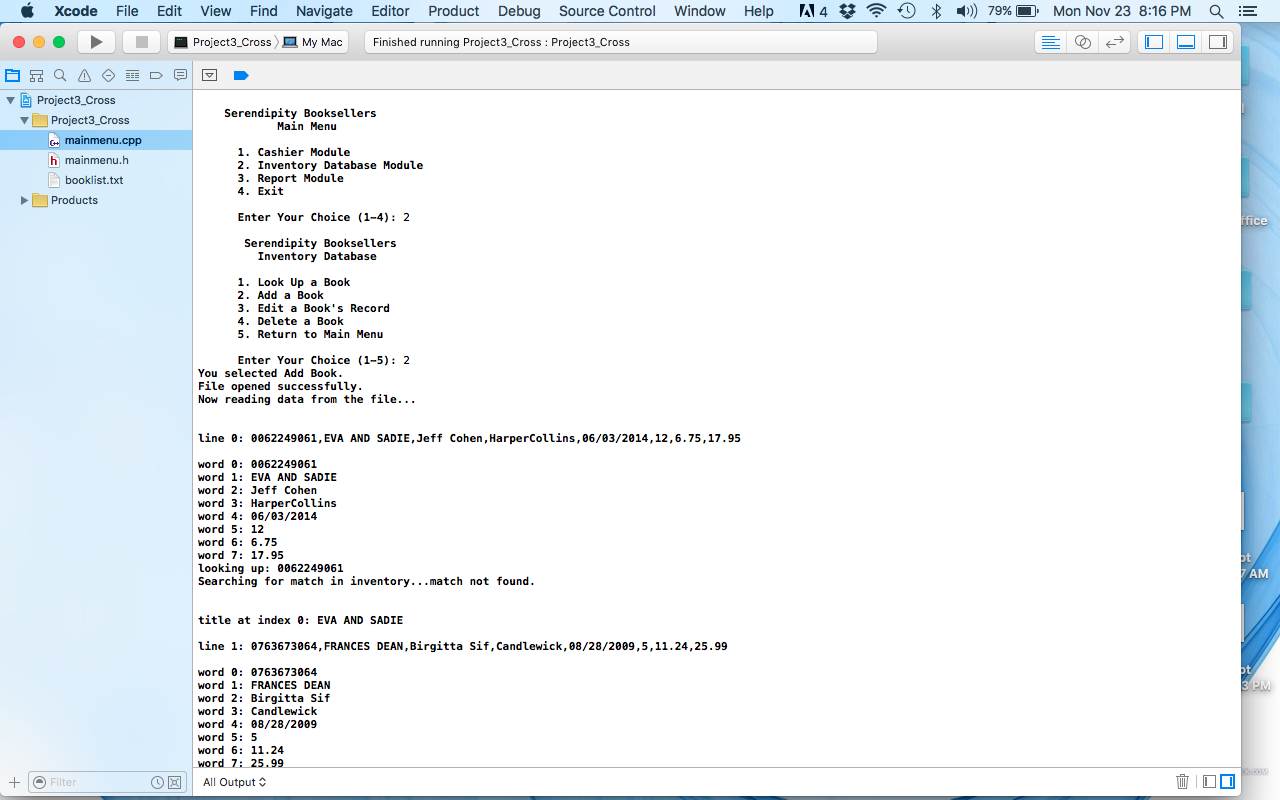 Xcode File Edit View Find Navigate Editor Product Debug Source Control Window Help 4 79% Mon Nov 23 8:16 PM
Project3_Cross My Mac Finished running Project3_Cross : Project3_Cross
Project3_Cross
Project3_Cross
mainmenu.cpp
mainmenu.h
booklist.txt
Products
Filter
Serendipity Booksellers
Main Menu
1. Cashier Module
2. Inventory Database Module
3. Report Module
4. Exit
Enter Your Choice (1-4): 2
Serendipity Booksellers
Inventory Database
1. Look Up a Book
2. Add a Book
3. Edit a Book's Record
4. Delete a Book
5. Return to Main Menu
Enter Your Choice (1-5): 2
You selected Add Book.
File opened successfully.
Now reading data from the file...
line 0: 0062249061,EVA AND SADIE,Jeff Cohen,HarperCollins,06/03/2014,12,6.75,17.95
word 0: 0062249061
word 1: EVA AND SADIE
word 2: Jeff Cohen
word 3: HarperCollins
word 4: 06/03/2014
word 5: 12
word 6: 6.75
word 7: 17.95
looking up: 0062249061
Searching for match in inventory...match not found.
title at index 0: EVA AND SADIE
line 1: 0763673064,FRANCES DEAN,Birgitta Sif,Candlewick,08/28/2009,5,11.24,25.99
word 0: 0763673064
word 1: FRANCES DEAN
word 2: Birgitta Sif
word 3: Candlewick
word 4: 08/28/2009
word 5: 5
word 6: 11.24
word 7: 25.99
All Output
ffice
ot
7 AM
ot
3 PM